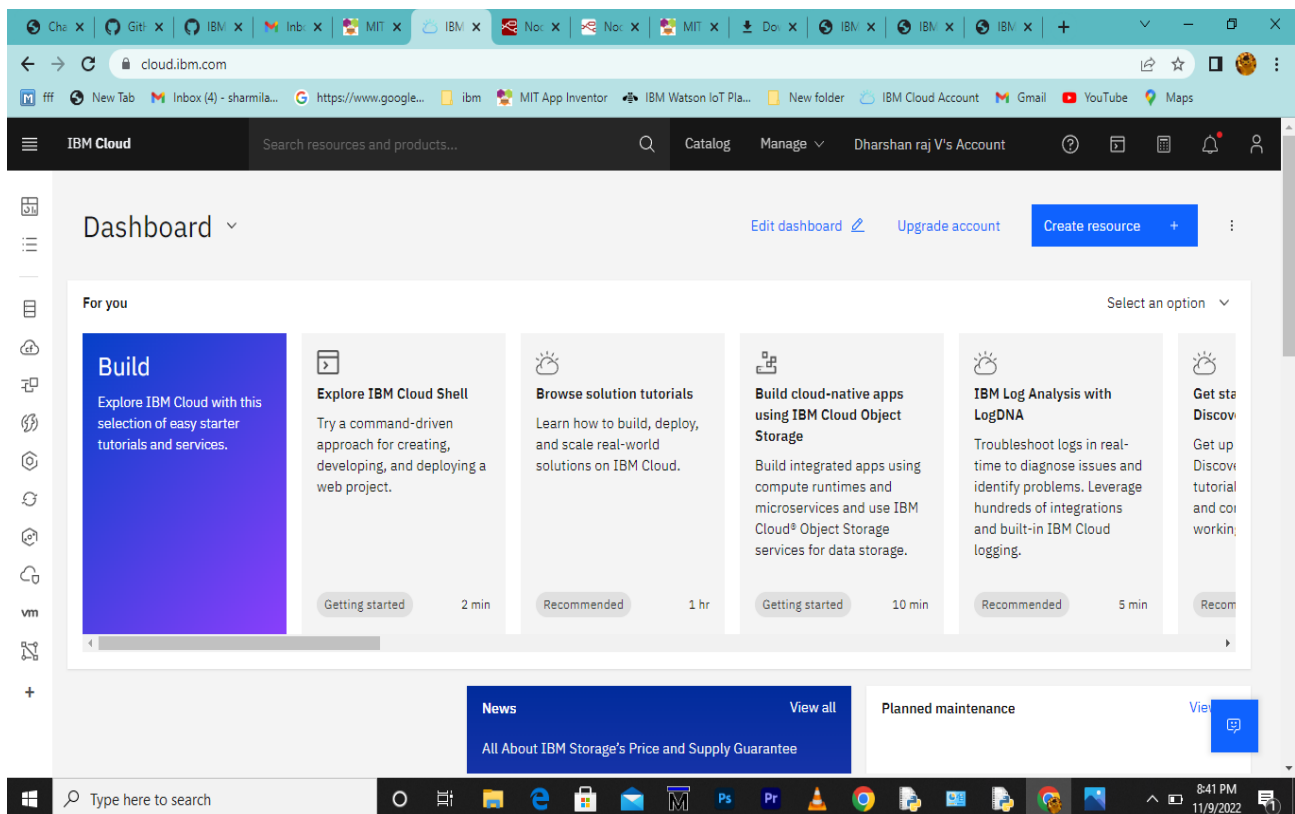 Che
Gith
IBM
Inb
MIT
IBM
Noc
Noc
MIT
Dov
IBM
IBM
IBM
cloud.ibm.com
fff
New Tab
Inbox (4) - sharmila...
https://www.google...
ibm
MIT App Inventor
IBM Watson IoT Pla...
New folder
IBM Cloud Account
Gmail
YouTube
Maps
IBM Cloud
Search resources and products...
Catalog
Manage
Dharshan raj V's Account
Dashboard
Edit dashboard
Upgrade account
Create resource +
For you
Select an option
Build
Explore IBM Cloud with this
selection of easy starter
tutorials and services.
Explore IBM Cloud Shell
Try a command-driven
approach for creating,
developing, and deploying a
web project.
Getting started
2 min
Browse solution tutorials
Learn how to build, deploy,
and scale real-world
solutions on IBM Cloud.
Recommended
1 hr
Build cloud-native apps
using IBM Cloud Object
Storage
Build integrated apps using
compute runtimes and
microservices and use IBM
Cloud® Object Storage
services for data storage.
Getting started
10 min
IBM Log Analysis with
LogDNA
Troubleshoot logs in real-
time to diagnose issues and
identify problems. Leverage
hundreds of integrations
and built-in IBM Cloud
logging.
Recommended
5 min
Get sta
Discov
Get up
Discove
tutorial
and cor
working
Recom
cf
vm
News
View all
All About IBM Storage's Price and Supply Guarantee
Planned maintenance
View
Type here to search
M
Ps
Pr
8:41 PM
11/9/2022
1